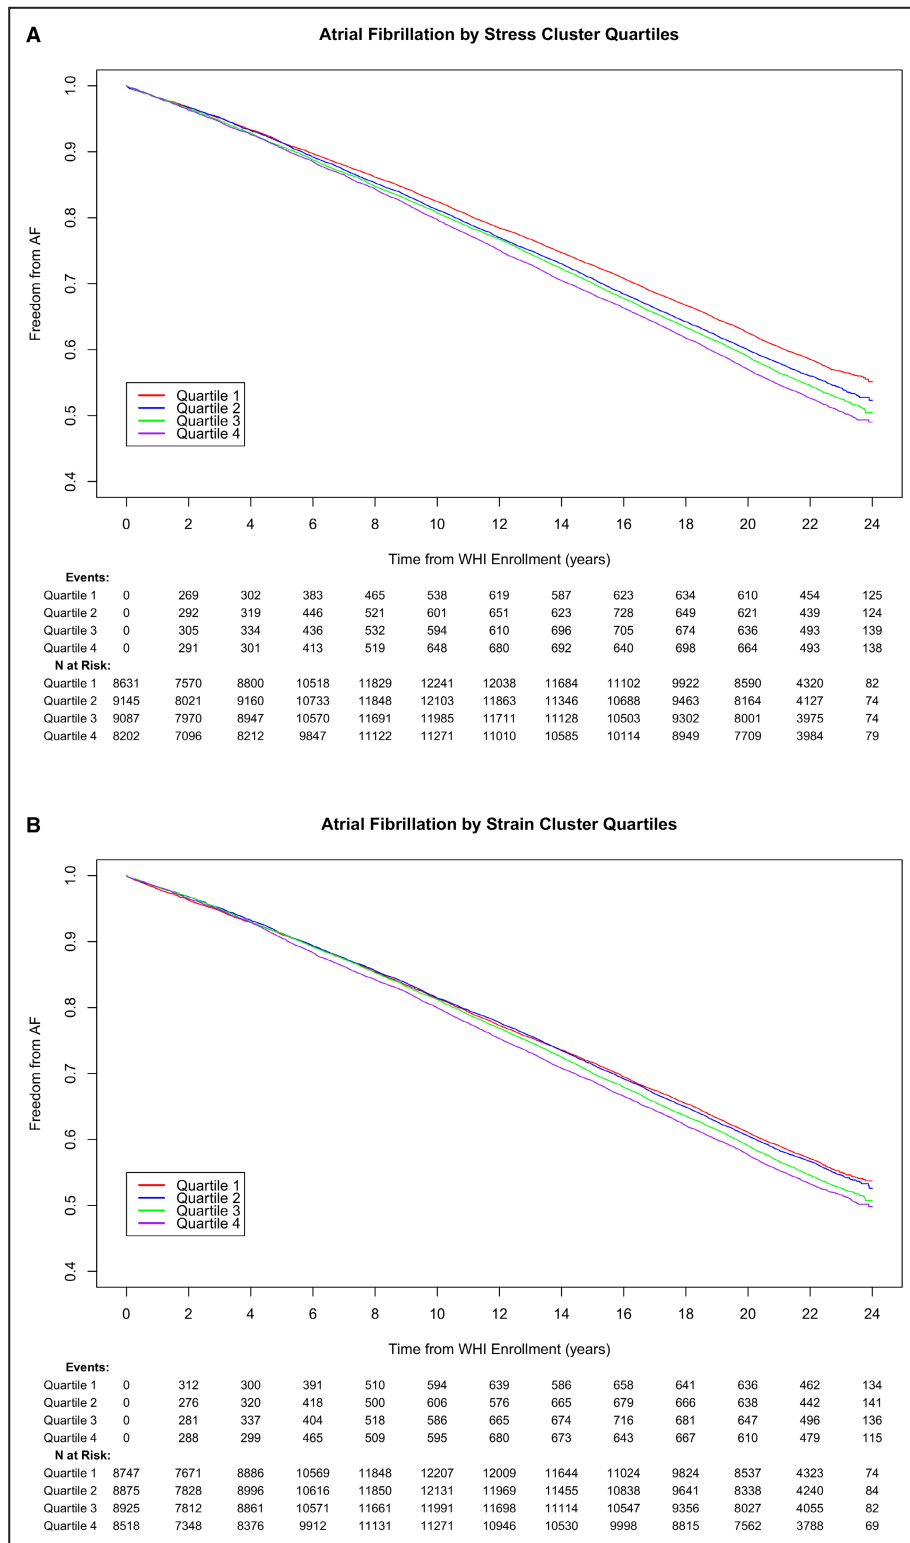 A
Atrial Fibrillation by Stress Cluster Quartiles
1.0
0.9
0.8
0.7
0.6
0.5
0.4
Freedom from AF
Quartile 1
Quartile 2
Quartile 3
Quartile 4
0 2 4 6 8 10 12 14 16 18 20 22 24
Time from WHI Enrollment (years)
Events:
Quartile 1 0 269 302 383 465 538 619 587 623 634 610 454 125
Quartile 2 0 292 319 446 521 601 651 623 728 649 621 439 124
Quartile 3 0 305 334 436 532 594 610 696 705 674 636 493 139
Quartile 4 0 291 301 413 519 648 680 692 640 698 664 493 138
N at Risk:
Quartile 1 8631 7570 8800 10518 11829 12241 12038 11684 11102 9922 8590 4320 82
Quartile 2 9145 8021 9160 10733 11848 12103 11863 11346 10688 9463 8164 4127 74
Quartile 3 9087 7970 8947 10570 11691 11985 11711 11128 10503 9302 8001 3975 74
Quartile 4 8202 7096 8212 9847 11122 11271 11010 10585 10114 8949 7709 3984 79
B
Atrial Fibrillation by Strain Cluster Quartiles
1.0
0.9
0.8
0.7
0.6
0.5
0.4
Freedom from AF
Quartile 1
Quartile 2
Quartile 3
Quartile 4
0 2 4 6 8 10 12 14 16 18 20 22 24
Time from WHI Enrollment (years)
Events:
Quartile 1 0 312 300 391 510 594 639 586 658 641 636 462 134
Quartile 2 0 276 320 418 500 606 576 665 679 666 638 442 141
Quartile 3 0 281 337 404 518 586 665 674 716 681 647 496 136
Quartile 4 0 288 299 465 509 595 680 673 643 667 610 479 115
N at Risk:
Quartile 1 8747 7671 8886 10569 11848 12207 12009 11644 11024 9824 8537 4323 74
Quartile 2 8875 7828 8996 10616 11850 12131 11969 11455 10838 9641 8338 4240 84
Quartile 3 8925 7812 8861 10571 11661 11991 11698 11114 10547 9356 8027 4055 82
Quartile 4 8518 7348 8376 9912 11131 11271 10946 10530 9998 8815 7562 3788 69